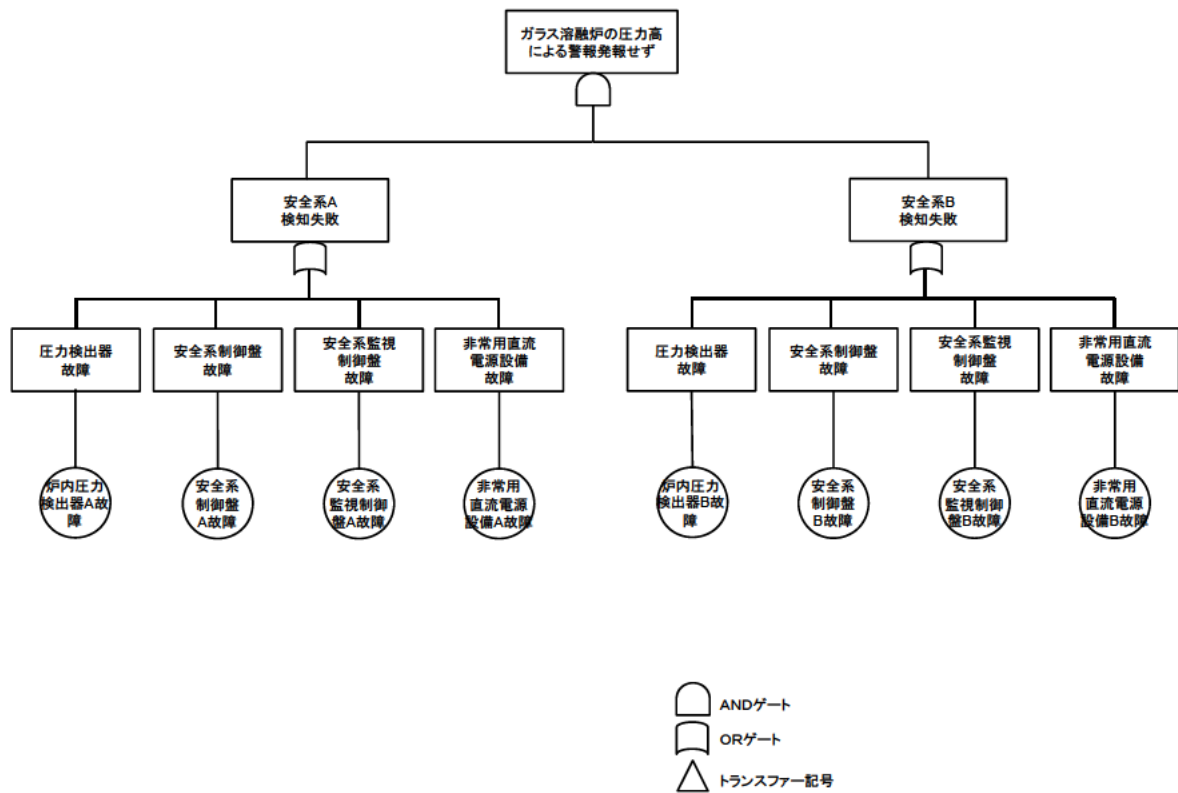 ガラス溶融炉の圧力高
による警報発報せず
安全系A
検知失敗
安全系B
検知失敗
圧力検出器
故障
安全系制御盤
故障
安全系監視
制御盤
故障
非常用直流
電源設備
故障
圧力検出器
故障
安全系制御盤
故障
安全系監視
制御盤
故障
非常用直流
電源設備
故障
炉内圧力
検出器A故
障
安全系
制御盤
A故障
安全系
監視制御
盤A故障
非常用
直流電源
設備A故障
炉内圧力
検出器B故
障
安全系
制御盤
B故障
安全系
監視制御
盤B故障
非常用
直流電源
設備B故障
ANDゲート
ORゲート
トランスファー記号